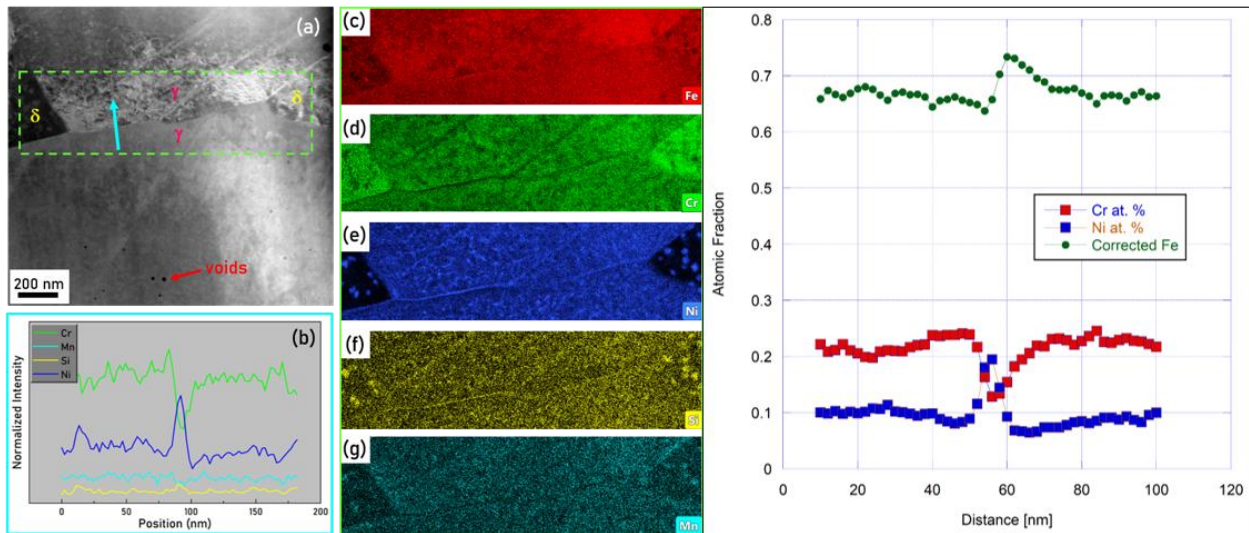 (a)
δ
γ
δ
γ
voids
200 nm
(b)
Cr
Mn
Si
Ni
Normalized Intensity
0 50 100 150 200
Position (nm)
(c)
Fe
(d)
Cr
(e)
Ni
(f)
Si
(g)
Mn
Atomic Fraction
0.8
0.7
0.6
0.5
0.4
0.3
0.2
0.1
0
Cr at. %
Ni at. %
Corrected Fe
0 20 40 60 80 100 120
Distance [nm]